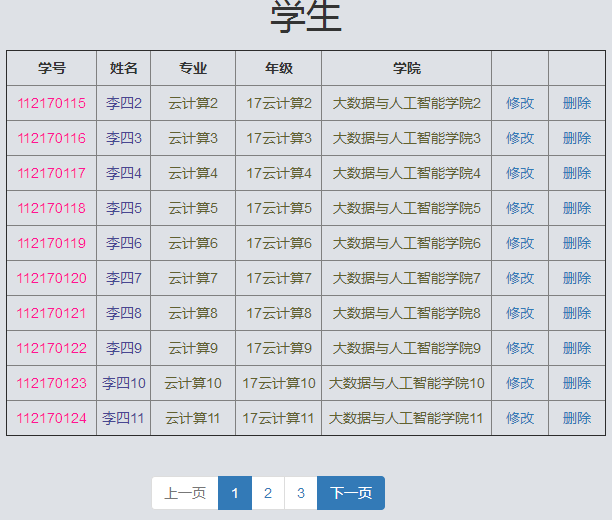 学生
学号 姓名 专业 年级 学院
112170115 李四2 云计算2 17云计算2 大数据与人工智能学院2 修改 删除
112170116 李四3 云计算3 17云计算3 大数据与人工智能学院3 修改 删除
112170117 李四4 云计算4 17云计算4 大数据与人工智能学院4 修改 删除
112170118 李四5 云计算5 17云计算5 大数据与人工智能学院5 修改 删除
112170119 李四6 云计算6 17云计算6 大数据与人工智能学院6 修改 删除
112170120 李四7 云计算7 17云计算7 大数据与人工智能学院7 修改 删除
112170121 李四8 云计算8 17云计算8 大数据与人工智能学院8 修改 删除
112170122 李四9 云计算9 17云计算9 大数据与人工智能学院9 修改 删除
112170123 李四10 云计算10 17云计算10 大数据与人工智能学院10 修改 删除
112170124 李四11 云计算11 17云计算11 大数据与人工智能学院11 修改 删除
上一页 1 2 3 下一页